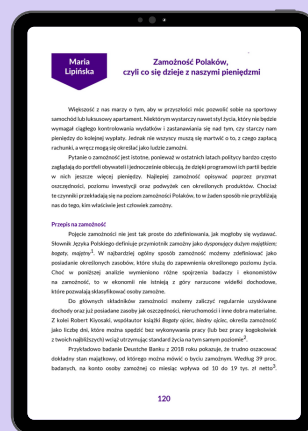 Maria
Lipińska
Zamożność Polaków,
czyli co się dzieje z naszymi pieniędzmi
Większość z nas marzy o tym, aby w przyszłości móc pozwolić sobie na sportowy
samochód lub luksusowy apartament. Niektórym wystarczy nawet styl życia, który nie będzie
wymagał ciągłego kontrolowania wydatków i zastanawiania się nad tym, czy starczy nam
pieniędzy do kolejnej wypłaty. Jednak nie wszyscy muszą się martwić o to, z czego zapłacą
rachunki, a wręcz mogą się określać jako ludzie zamożni.
Pytanie o zamożność jest istotne, ponieważ w ostatnich latach politycy bardzo często
zaglądają do portfeli obywateli i jednocześnie obiecują, że dzięki programowi ich partii będzie
w nich jeszcze więcej pieniędzy. Najlepiej zamożność opisywać poprzez pryzmat
oszczędności, poziomu inwestycji oraz podwyżek cen określonych produktów. Chociaż
te czynniki przekładają się na poziom zamożności Polaków, to w żaden sposób nie przybliżają
nas do tego, kim właściwie jest człowiek zamożny.
Przepis na zamożność
Pojęcie zamożności nie jest tak proste do zdefiniowania, jak mogłoby się wydawać.
Słownik Języka Polskiego definiuje przymiotnik zamożny jako dysponujący dużym majątkiem;
bogaty, majętny¹. W najbardziej ogólny sposób zamożność możemy zdefiniować jako
posiadanie określonych zasobów, które służą do zapewnienia określonego poziomu życia.
Choć w poniższej analizie wymieniono różne spojrzenia badaczy i ekonomistów
na zamożność, to w ekonomii nie istnieją z góry narzucone widełki dochodowe,
które pozwalają sklasyfikować osoby zamożne.
Do głównych składników zamożności możemy zaliczyć regularnie uzyskiwane
dochody oraz już posiadane zasoby jak oszczędności, nieruchomości i inne dobra materialne.
Z kolei Robert Kiyosaki, współautor książki Bogaty ojciec, biedny ojciec, określa zamożność
jako liczbę dni, które można spędzić bez wykonywania pracy (lub bez pracy kogokolwiek
z twoich najbliższych) wciąż utrzymując standard życia na tym samym poziomie².
Przykładowo badanie Deutsche Banku z 2018 roku pokazuje, że trudno oszacować
dokładny stan majątkowy, od którego można mówić o byciu zamożnym. Według 39 proc.
badanych, na konto osoby zamożnej co miesiąc wpływa od 10 do 19 tys. zł netto³.
120